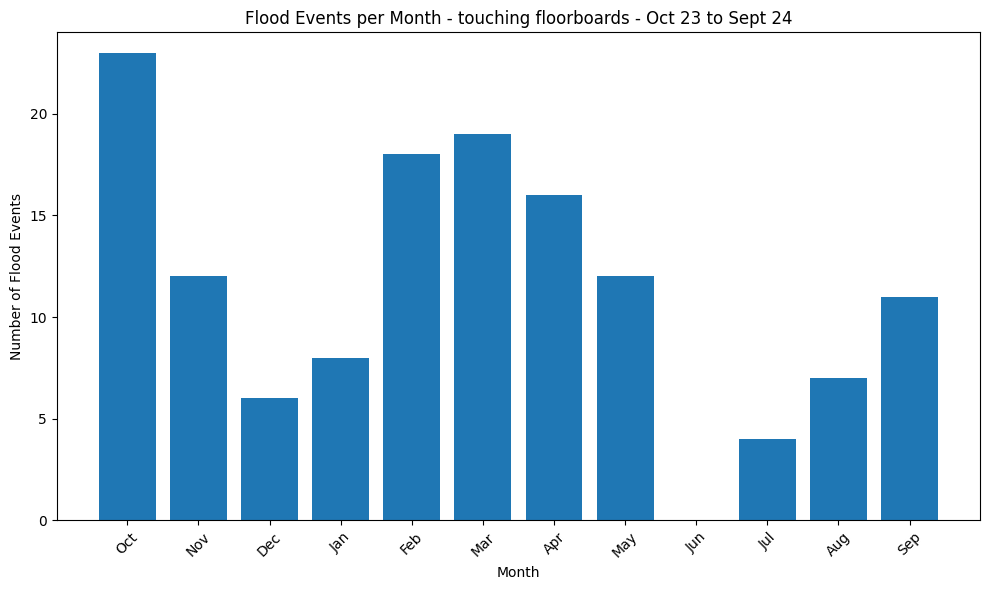 Flood Events per Month - touching floorboards - Oct 23 to Sept 24
Number of Flood Events
20
15
10
5
0
Oct Nov Dec Jan Feb Mar Apr May Jun Jul Aug Sep
Month